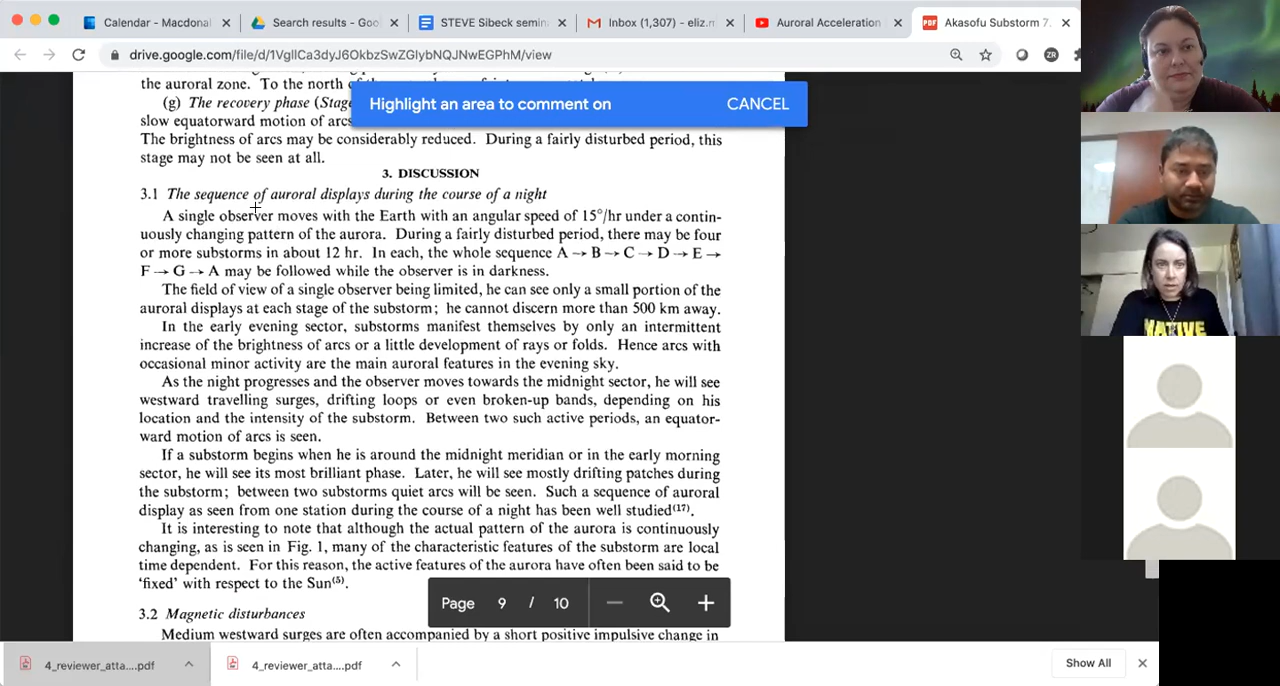 Calendar - Macdonal
Search results - Goo
STEVE Sibeck semin
Inbox (1,307) - eliz.m
Auroral Acceleration
PDF
Akasofu Substorm 7.
drive.google.com/file/d/1VgIlCa3dyJ6OkbzSwZGIybNQJNwEGPhM/view
ZR
the auroral zone. To the north of
(g) The recovery phase (Stag
Highlight an area to comment on
CANCEL
slow equatorward motion of arcs
The brightness of arcs may be considerably reduced. During a fairly disturbed period, this
stage may not be seen at all.
3. DISCUSSION
3.1 The sequence of auroral displays during the course of a night
A single observer moves with the Earth with an angular speed of 15°/hr under a contin-
uously changing pattern of the aurora. During a fairly disturbed period, there may be four
or more substorms in about 12 hr. In each, the whole sequence A → B → C → D → E →
F → G → A may be followed while the observer is in darkness.
The field of view of a single observer being limited, he can see only a small portion of the
auroral displays at each stage of the substorm; he cannot discern more than 500 km away.
In the early evening sector, substorms manifest themselves by only an intermittent
increase of the brightness of arcs or a little development of rays or folds. Hence arcs with
occasional minor activity are the main auroral features in the evening sky.
As the night progresses and the observer moves towards the midnight sector, he will see
westward travelling surges, drifting loops or even broken-up bands, depending on his
location and the intensity of the substorm. Between two such active periods, an equator-
ward motion of arcs is seen.
If a substorm begins when he is around the midnight meridian or in the early morning
sector, he will see its most brilliant phase. Later, he will see mostly drifting patches during
the substorm; between two substorms quiet arcs will be seen. Such a sequence of auroral
display as seen from one station during the course of a night has been well studied(17).
It is interesting to note that although the actual pattern of the aurora is continuously
changing, as is seen in Fig. 1, many of the characteristic features of the substorm are local
time dependent. For this reason, the active features of the aurora have often been said to be
'fixed' with respect to the Sun(5).
Page 9 / 10
3.2 Magnetic disturbances
Medium westward surges are often accompanied by a short positive impulsive change in
4_reviewer_atta....pdf
4_reviewer_atta....pdf
Show All
NATIVE